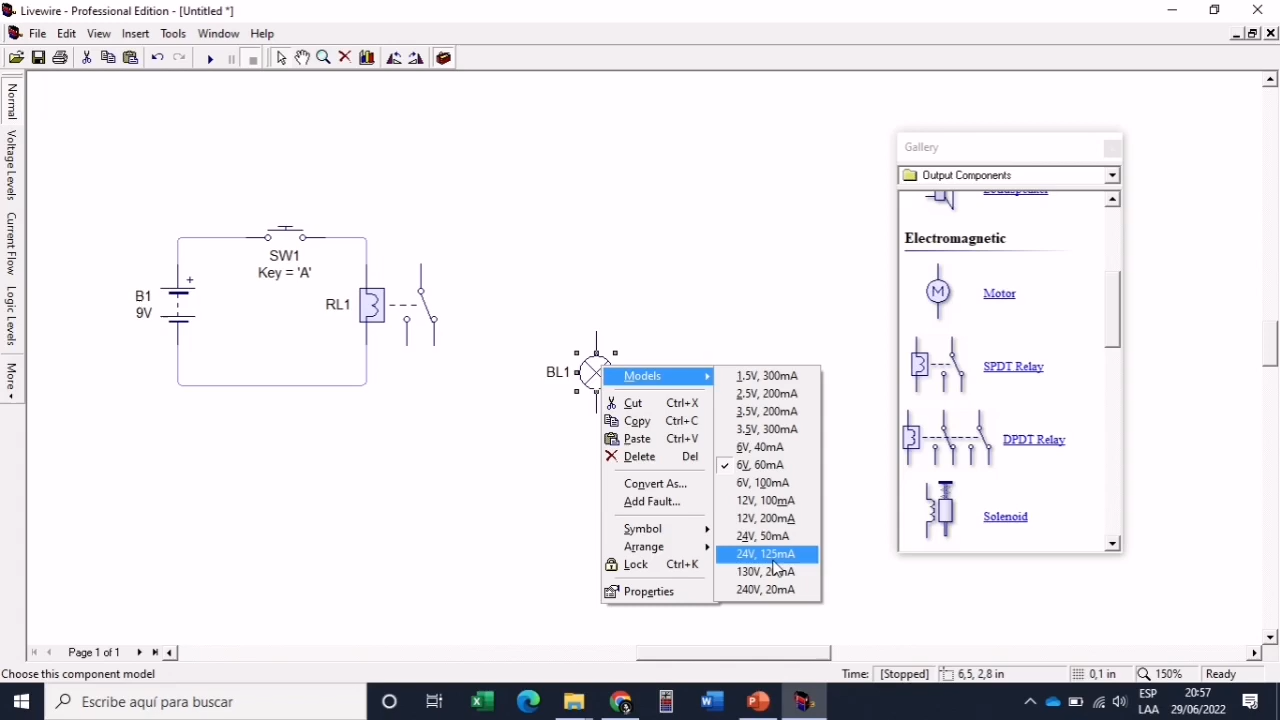 Livewire - Professional Edition - [Untitled *]
File Edit View Insert Tools Window Help
Normal
Voltage Levels
Current Flow
Logic Levels
More
SW1
Key = 'A'
B1
9V
RL1
BL1
Models
Cut Ctrl+X
Copy Ctrl+C
Paste Ctrl+V
Delete Del
Convert As...
Add Fault...
Symbol
Arrange
Lock Ctrl+K
Properties
1,5V, 300mA
2,5V, 200mA
3,5V, 200mA
3,5V, 300mA
6V, 40mA
6V, 60mA
6V, 100mA
12V, 100mA
12V, 200mA
24V, 50mA
24V, 125mA
130V, 20mA
240V, 20mA
Gallery
Output Components
Loudspeaker
Electromagnetic
M
Motor
SPDT Relay
DPDT Relay
Solenoid
Page 1 of 1
Choose this component model
Time: [Stopped] 6,5, 2,8 in 0,1 in 150% Ready
Escribe aquí para buscar
ESP
LAA
20:57
29/06/2022